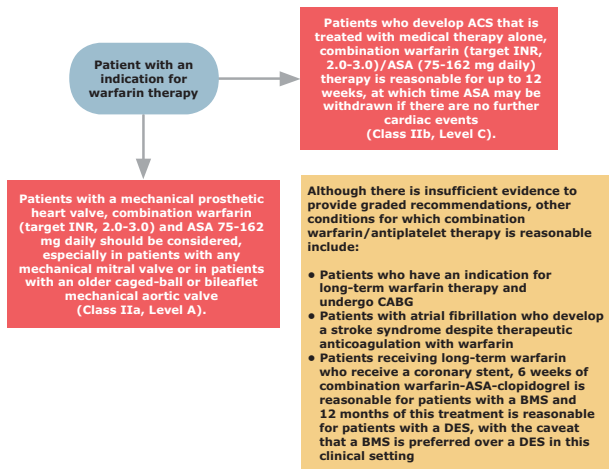 Patient with an
indication for
warfarin therapy
Patients who develop ACS that is
treated with medical therapy alone,
combination warfarin (target INR,
2.0-3.0)/ASA (75-162 mg daily)
therapy is reasonable for up to 12
weeks, at which time ASA may be
withdrawn if there are no further
cardiac events
(Class IIb, Level C).
Patients with a mechanical prosthetic
heart valve, combination warfarin
(target INR, 2.0-3.0) and ASA 75-162
mg daily should be considered,
especially in patients with any
mechanical mitral valve or in patients
with an older caged-ball or bileaflet
mechanical aortic valve
(Class IIa, Level A).
Although there is insufficient evidence to
provide graded recommendations, other
conditions for which combination
warfarin/antiplatelet therapy is reasonable
include:
• Patients who have an indication for
long-term warfarin therapy and
undergo CABG
• Patients with atrial fibrillation who develop
a stroke syndrome despite therapeutic
anticoagulation with warfarin
• Patients receiving long-term warfarin
who receive a coronary stent, 6 weeks of
combination warfarin-ASA-clopidogrel is
reasonable for patients with a BMS and
12 months of this treatment is reasonable
for patients with a DES, with the caveat
that a BMS is preferred over a DES in this
clinical setting